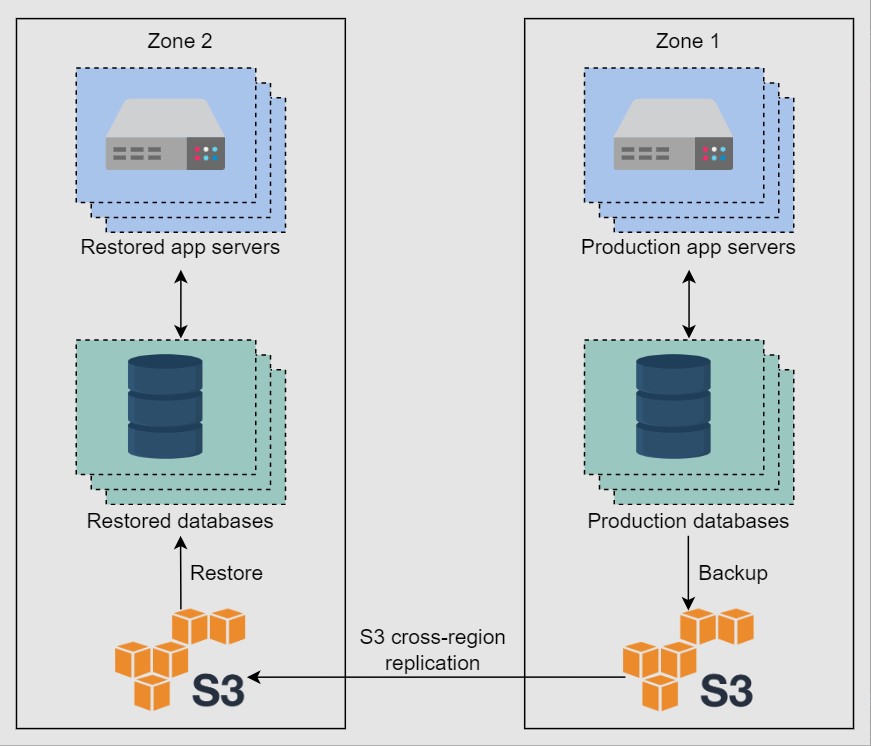 Zone 2
Restored app servers
Restored databases
Restore
S3
S3 cross-region
replication
Zone 1
Production app servers
Production databases
Backup
S3